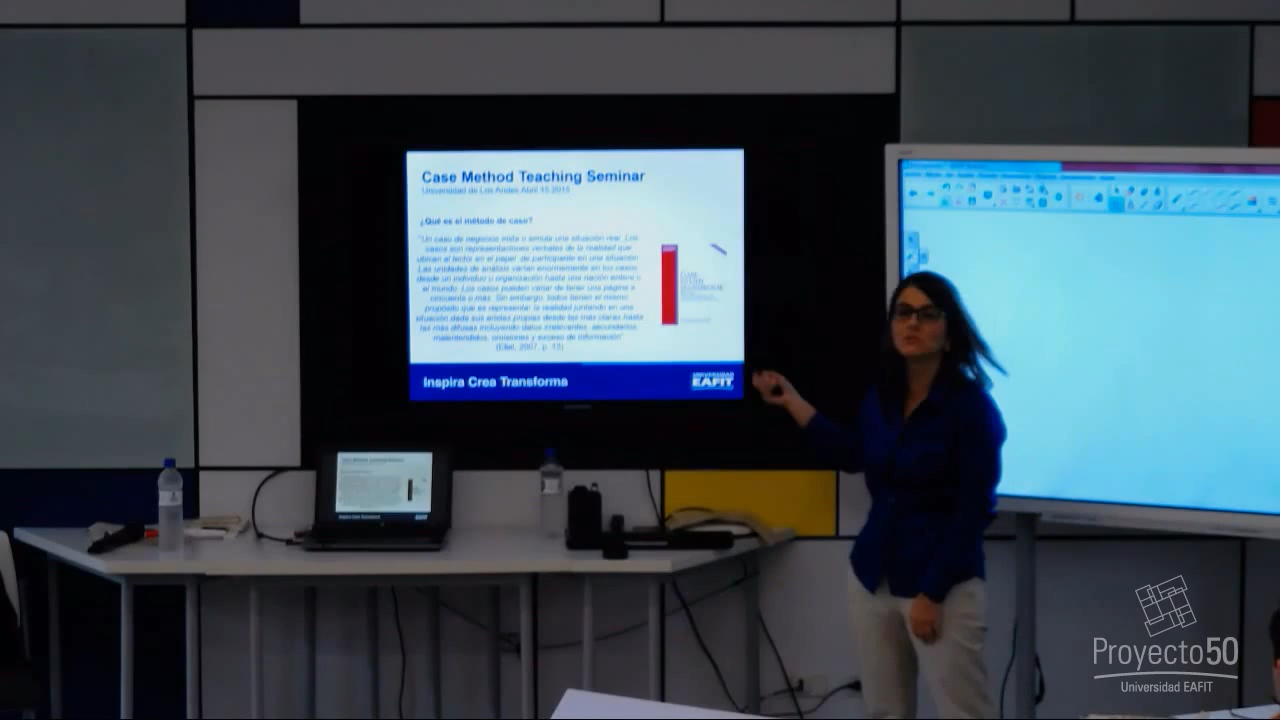 Case Method Teaching Seminar
Universidad de Los Andes Abril 15 2015
¿Qué es el método de caso?
"Un caso de negocios imita o simula una situación real. Los
casos son representaciones verbales de la realidad que
ubican al lector en el papel de participante en una situación.
Las unidades de análisis varían enormemente en los casos
desde un individuo u organización hasta una nación entera o
el mundo. Los casos pueden variar de tener una página a
cincuenta o más. Sin embargo, todos tienen el mismo
propósito que es representar la realidad juntando en una
situación dada sus aristas propias desde las más claras hasta
las más difusas incluyendo datos irrelevantes, secundarios,
malentendidos, omisiones y exceso de información"
(Ellet, 2007, p. 13)
Inspira Crea Transforma
UNIVERSIDAD
EAFIT
Proyecto50
Universidad EAFIT